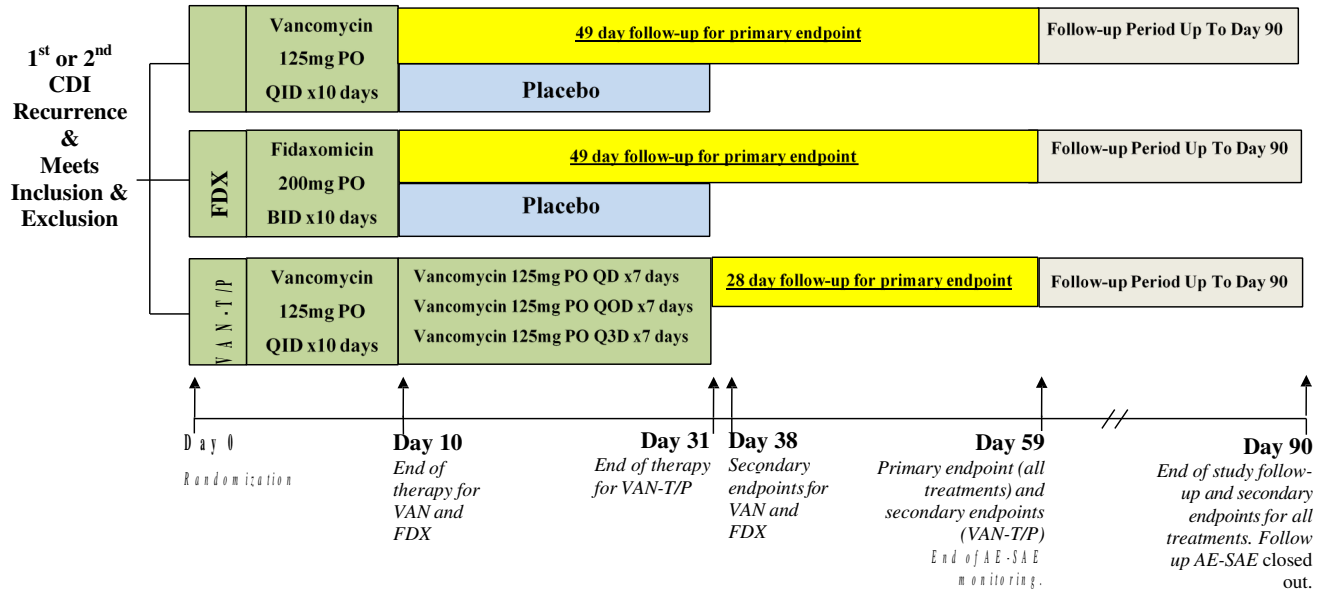 1st or 2nd
CDI
Recurrence
&
Meets
Inclusion &
Exclusion
Vancomycin
125mg PO
QID x10 days
49 day follow-up for primary endpoint
Placebo
Follow-up Period Up To Day 90
FDX
Fidaxomicin
200mg PO
BID x10 days
49 day follow-up for primary endpoint
Placebo
Follow-up Period Up To Day 90
VAN-T/P
Vancomycin
125mg PO
QID x10 days
Vancomycin 125mg PO QD x7 days
Vancomycin 125mg PO QOD x7 days
Vancomycin 125mg PO Q3D x7 days
28 day follow-up for primary endpoint
Follow-up Period Up To Day 90
Day 0
Randomization
Day 10
End of
therapy for
VAN and
FDX
Day 31
End of therapy
for VAN-T/P
Day 38
Secondary
endpoints for
VAN and
FDX
Day 59
Primary endpoint (all
treatments) and
secondary endpoints
(VAN-T/P)
End of AE-SAE
monitoring.
Day 90
End of study follow-
up and secondary
endpoints for all
treatments. Follow
up AE-SAE closed
out.